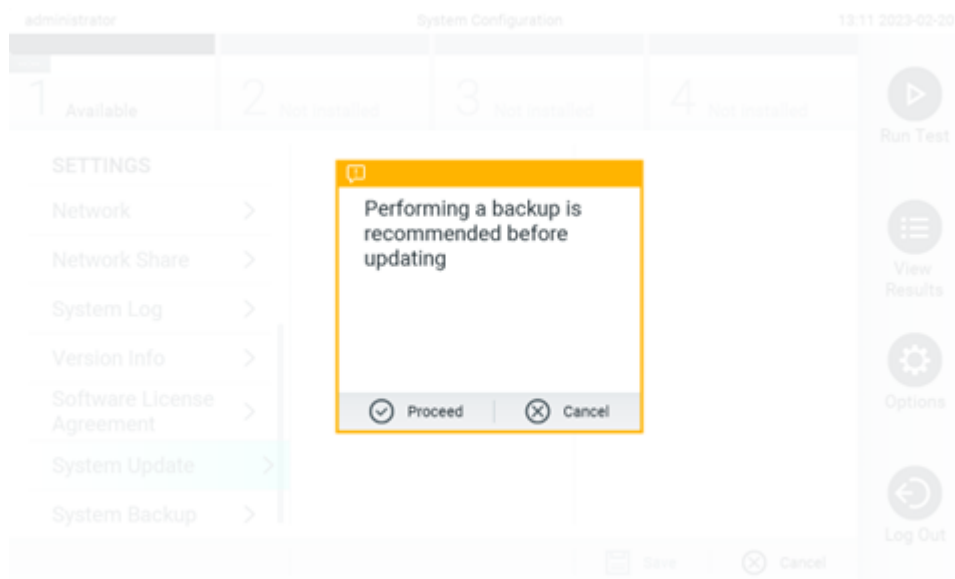 administrator System Configuration 13:11 2023-02-20
1 Available 2 Not installed 3 Not installed 4 Not installed
Run Test
SETTINGS
Network
Network Share
System Log
Version Info
Software License
Agreement
System Update
System Backup
Performing a backup is
recommended before
updating
Proceed Cancel
View
Results
Options
Log Out
Save Cancel